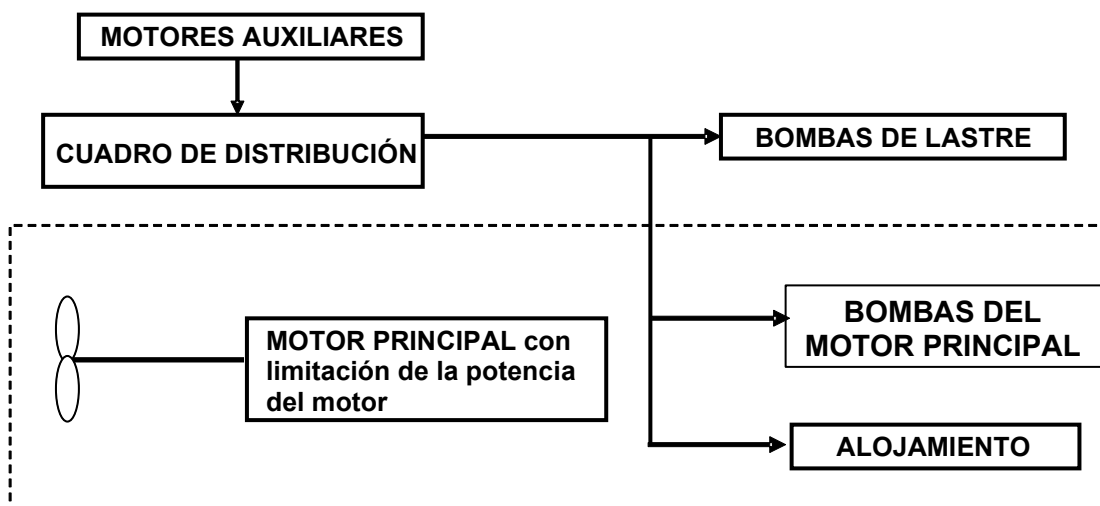 MOTORES AUXILIARES
CUADRO DE DISTRIBUCIÓN
BOMBAS DE LASTRE
MOTOR PRINCIPAL con
limitación de la potencia
del motor
BOMBAS DEL
MOTOR PRINCIPAL
ALOJAMIENTO